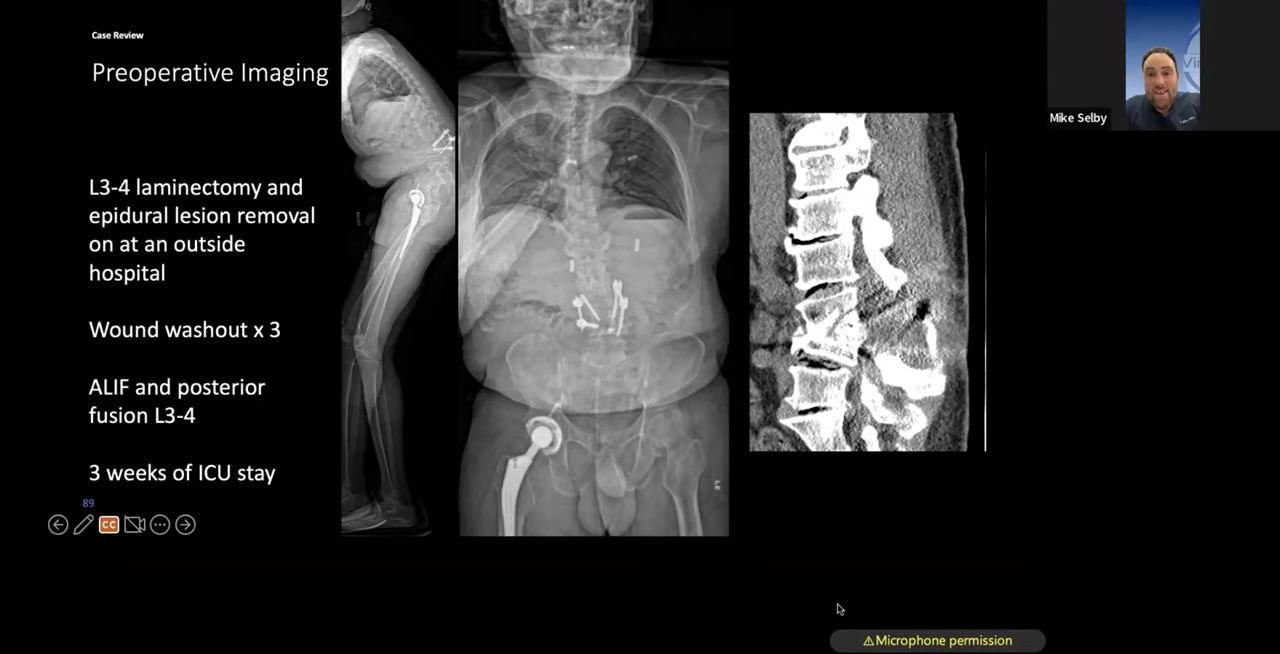 Case Review
Preoperative Imaging
L3-4 laminectomy and
epidural lesion removal
on at an outside
hospital
Wound washout x 3
ALIF and posterior
fusion L3-4
3 weeks of ICU stay
89
CC
Mike Selby
Microphone permission